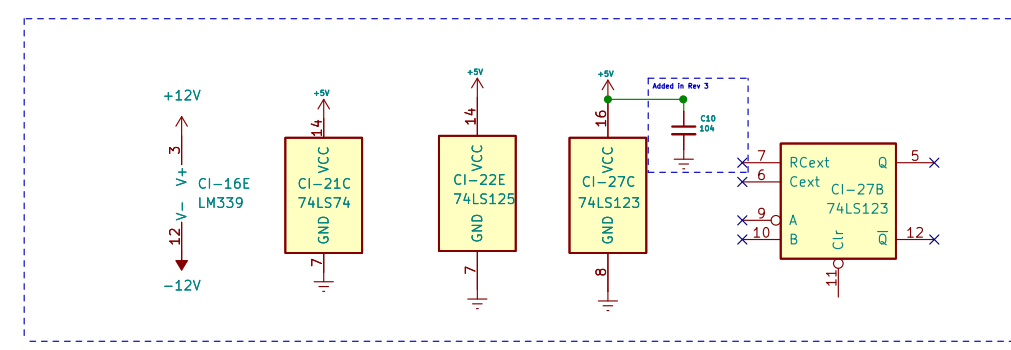 +12V
3
V+
CI-16E
LM339
V-
12
-12V
+5V
14
VCC
CI-21C
74LS74
GND
7
+5V
14
VCC
CI-22E
74LS125
GND
7
+5V
16
VCC
CI-27C
74LS123
GND
8
Added in Rev 3
C10
104
7 RCext Q 5
6 Cext
CI-27B
74LS123
9 A
10 B Clr Q 12
11